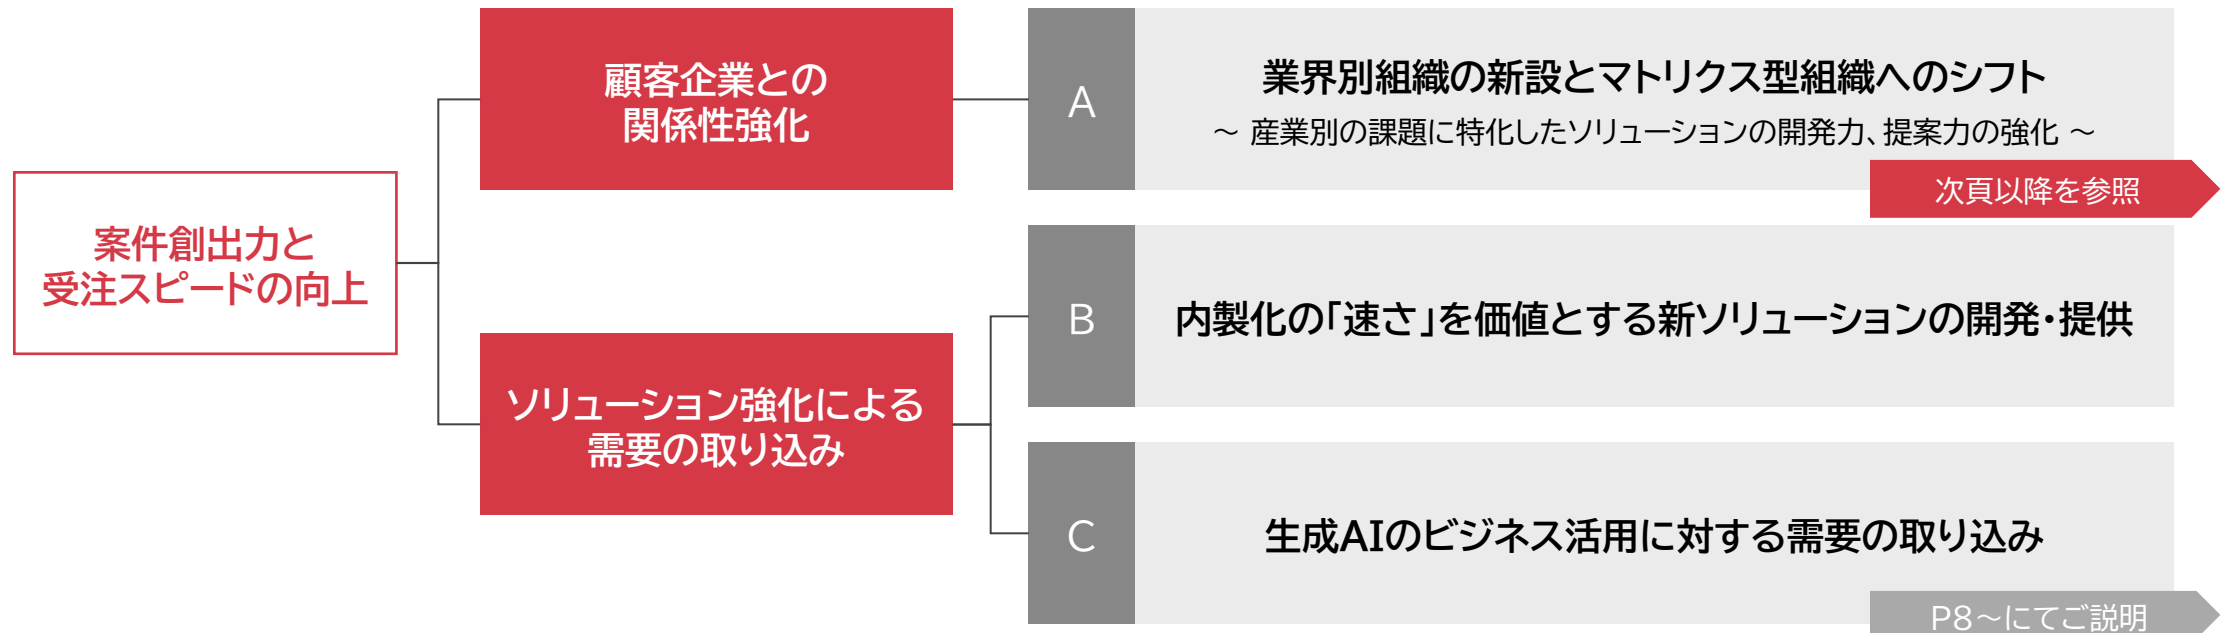 案件創出力と
受注スピードの向上
顧客企業との
関係性強化
A
業界別組織の新設とマトリクス型組織へのシフト
～ 産業別の課題に特化したソリューションの開発力、提案力の強化 ～
次頁以降を参照
ソリューション強化による
需要の取り込み
B
内製化の「速さ」を価値とする新ソリューションの開発・提供
C
生成AIのビジネス活用に対する需要の取り込み
P8～にてご説明